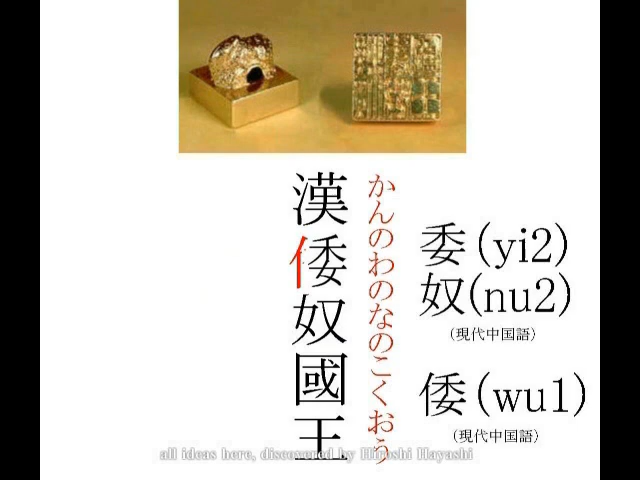 漢倭奴國王
かんのわのなのこくおう
委(yi2)
奴(nu2)
(現代中国語)
倭(wu1)
(現代中国語)
all ideas here, discovered by Hiroshi Hayashi